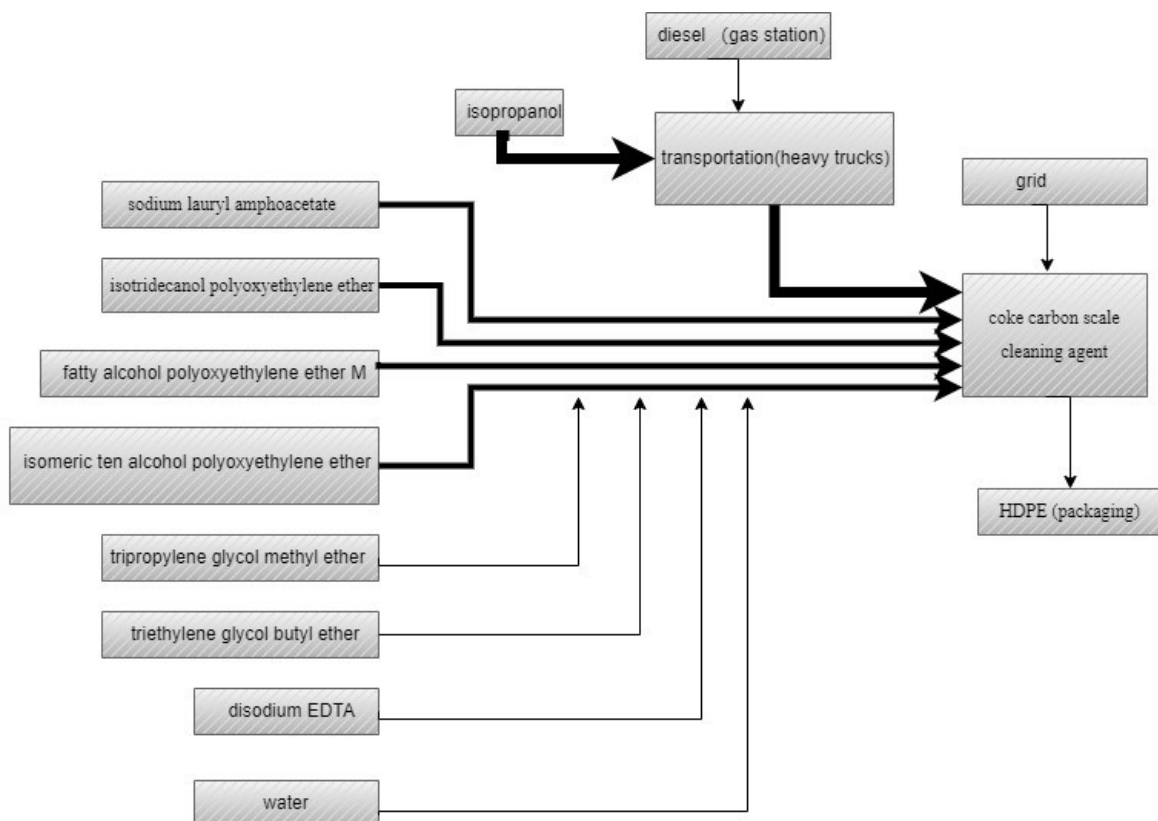 diesel （gas station）
isopropanol
transportation(heavy trucks)
grid
sodium lauryl amphoacetate
isotridecanol polyoxyethylene ether
coke carbon scale
cleaning agent
fatty alcohol polyoxyethylene ether M
isomeric ten alcohol polyoxyethylene ether
HDPE (packaging)
tripropylene glycol methyl ether
triethylene glycol butyl ether
disodium EDTA
water